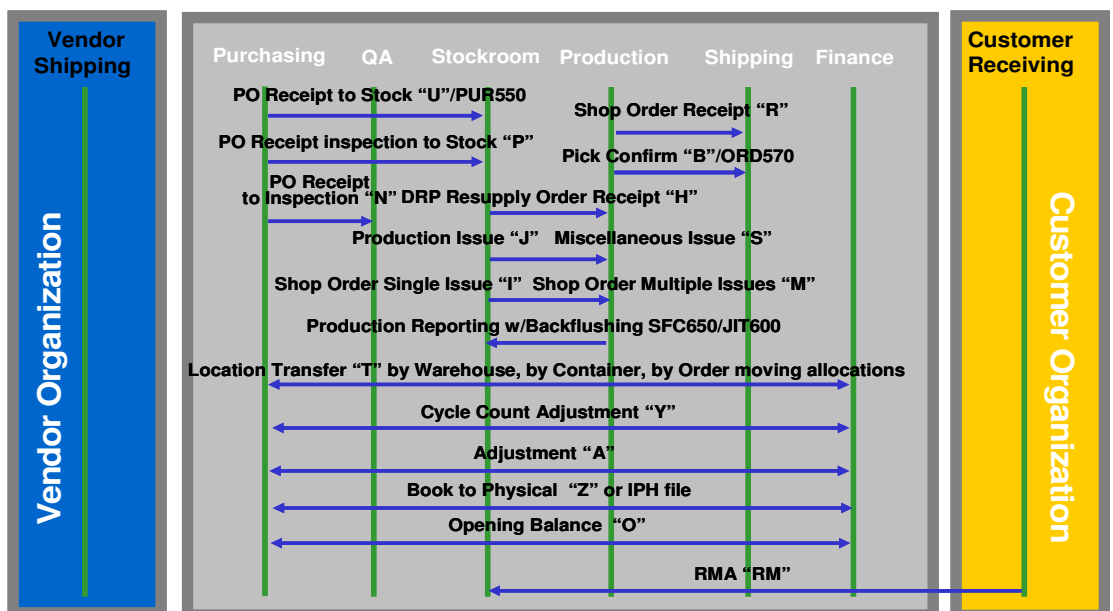 Vendor
Shipping
Customer
Receiving
Purchasing QA Stockroom Production Shipping Finance
PO Receipt to Stock “U”/PUR550
Shop Order Receipt “R”
PO Receipt inspection to Stock “P”
Pick Confirm “B”/ORD570
PO Receipt
to Inspection “N” DRP Resupply Order Receipt “H”
Production Issue “J” Miscellaneous Issue “S”
Shop Order Single Issue “I” Shop Order Multiple Issues “M”
Production Reporting w/Backflushing SFC650/JIT600
Location Transfer “T” by Warehouse, by Container, by Order moving allocations
Cycle Count Adjustment “Y”
Adjustment “A”
Book to Physical “Z” or IPH file
Opening Balance “O”
RMA “RM”
Vendor Organization
Customer Organization